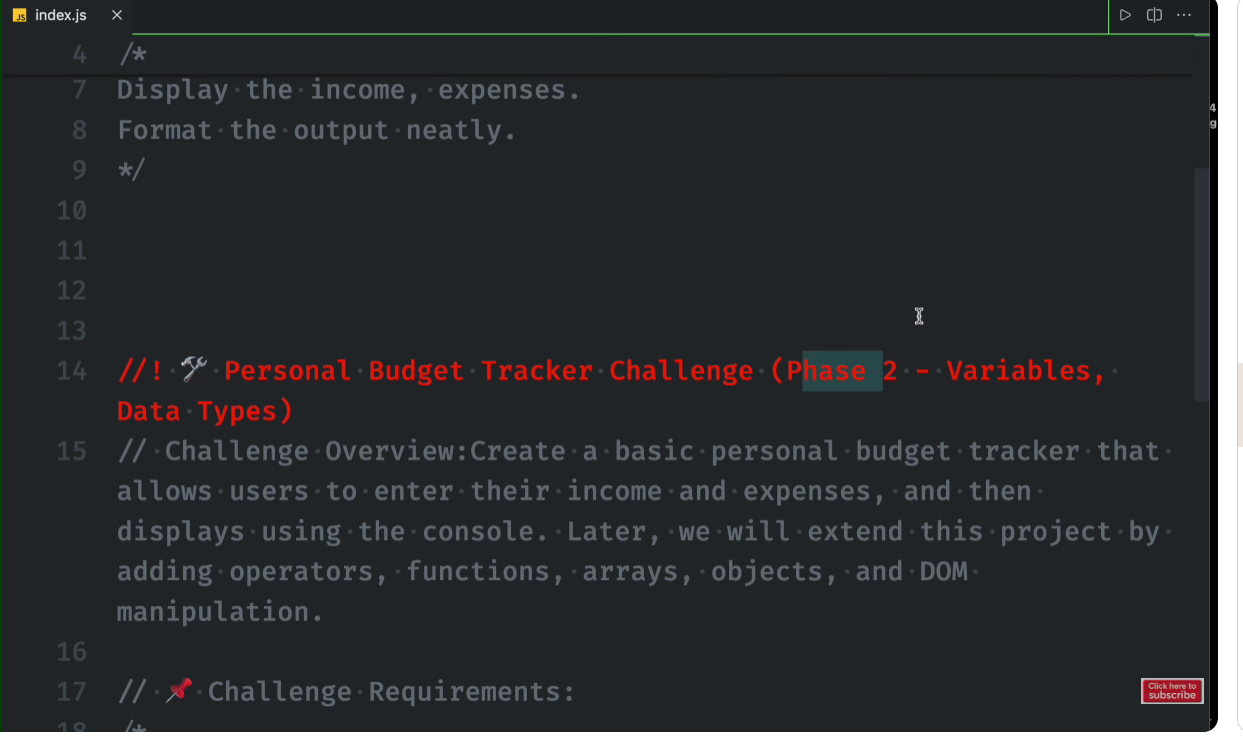 index.js
4 /*
7 Display the income, expenses.
8 Format the output neatly.
9 */
10
11
12
13
14 //! 🛠 Personal Budget Tracker Challenge (Phase 2 - Variables,
Data Types)
15 // Challenge Overview:Create a basic personal budget tracker that
allows users to enter their income and expenses, and then
displays using the console. Later, we will extend this project by
adding operators, functions, arrays, objects, and DOM
manipulation.
16
17 // 📌 Challenge Requirements:
18 /*
Click here to
subscribe
4
g